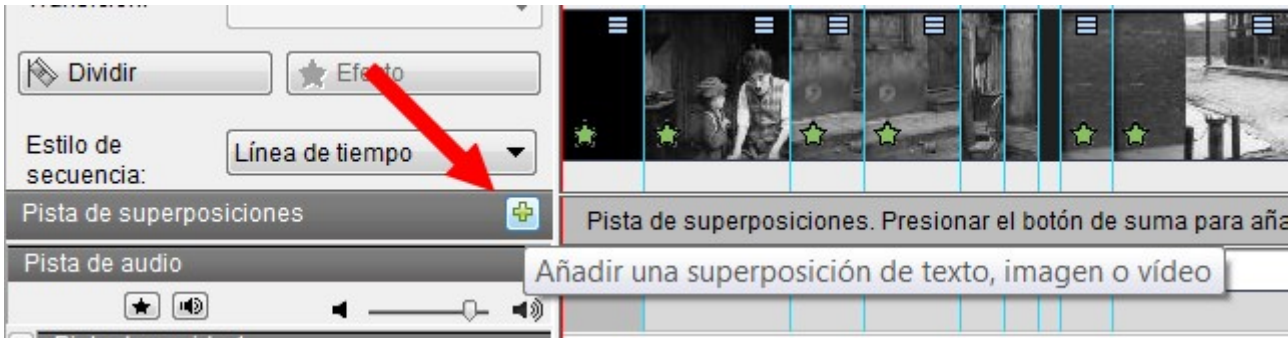 Transición:
Dividir
Efecto
Estilo de
secuencia:
Línea de tiempo
Pista de superposiciones
Pista de superposiciones. Presionar el botón de suma para aña
Pista de audio
Añadir una superposición de texto, imagen o vídeo